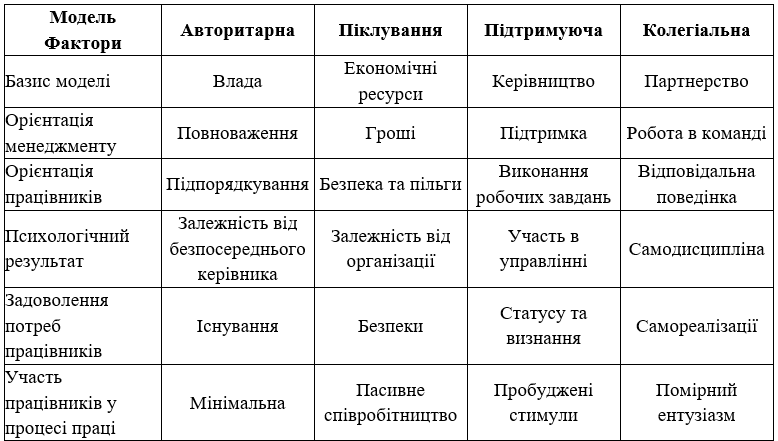 Модель
Фактори
Авторитарна
Піклування
Підтримуюча
Колегіальна
Базис моделі
Влада
Економічні
ресурси
Керівництво
Партнерство
Орієнтація
менеджменту
Повноваження
Гроші
Підтримка
Робота в команді
Орієнтація
працівників
Підпорядкування
Безпека та пільги
Виконання
робочих завдань
Відповідальна
поведінка
Психологічний
результат
Залежність від
безпосереднього
керівника
Залежність від
організації
Участь в
управлінні
Самодисципліна
Задоволення
потреб
працівників
Існування
Безпеки
Статусу та
визнання
Самореалізації
Участь
працівників у
процесі праці
Мінімальна
Пасивне
співробітництво
Пробуджені
стимули
Помірний
ентузіазм